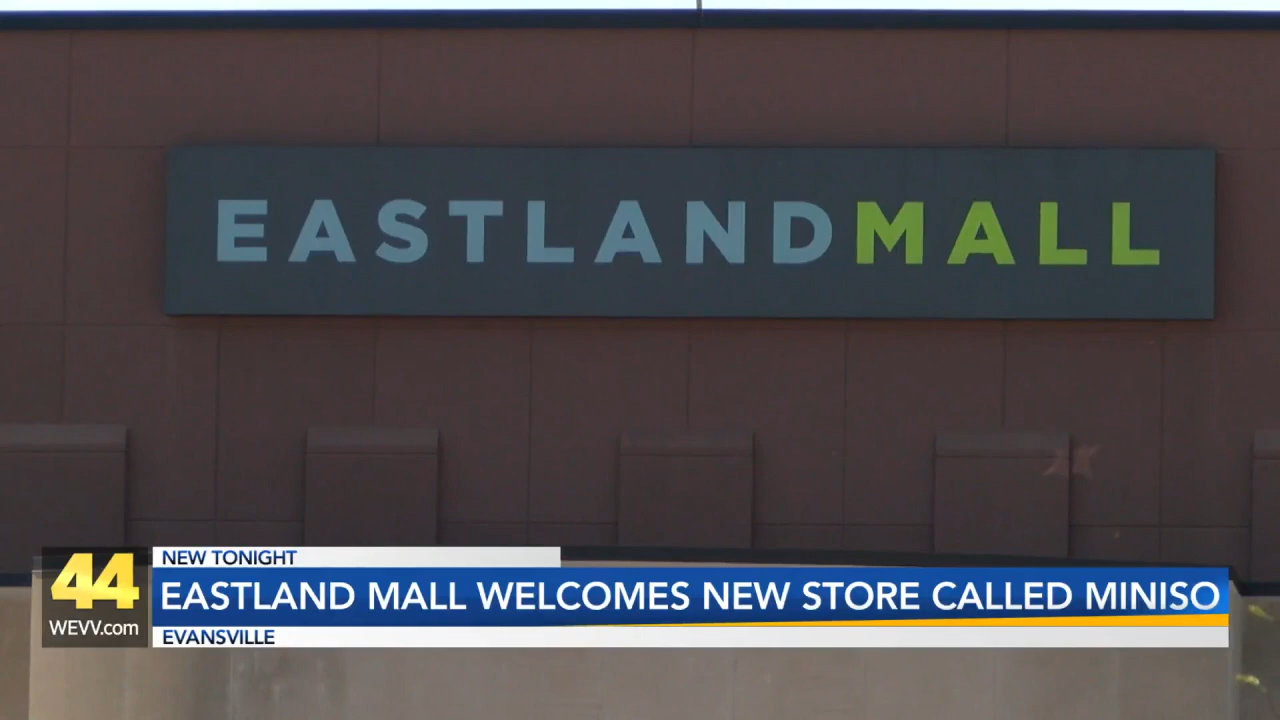 EASTLANDMALL
NEW TONIGHT
44
EASTLAND MALL WELCOMES NEW STORE CALLED MINISO
WEVV.com
EVANSVILLE